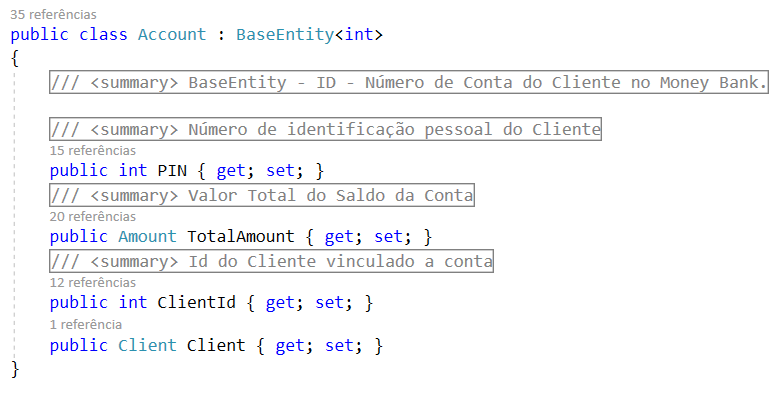 35 referências
public class Account : BaseEntity<int>
{
/// <summary> BaseEntity - ID - Número de Conta do Cliente no Money Bank.
/// <summary> Número de identificação pessoal do Cliente
15 referências
public int PIN { get; set; }
/// <summary> Valor Total do Saldo da Conta
20 referências
public Amount TotalAmount { get; set; }
/// <summary> Id do Cliente vinculado a conta
12 referências
public int ClientId { get; set; }
1 referência
public Client Client { get; set; }
}